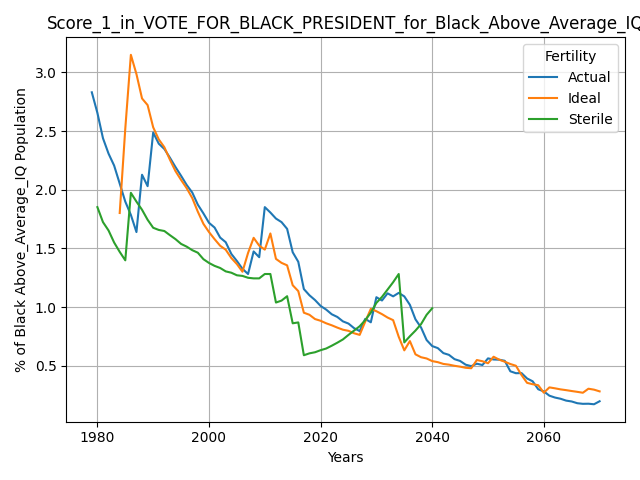 Score_1_in_VOTE_FOR_BLACK_PRESIDENT_for_Black_Above_Average_IQ
% of Black Above_Average_IQ Population
3.0
2.5
2.0
1.5
1.0
0.5
Fertility
Actual
Ideal
Sterile
1980
2000
2020
2040
2060
Years